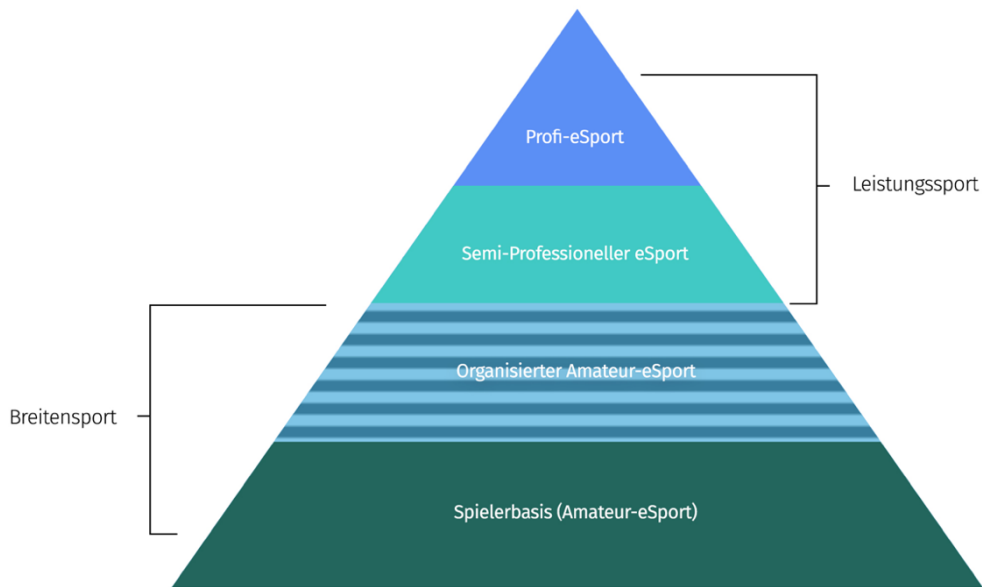 Profi-eSport
Leistungssport
Semi-Professioneller eSport
Organisierter Amateur-eSport
Breitensport
Spielerbasis (Amateur-eSport)